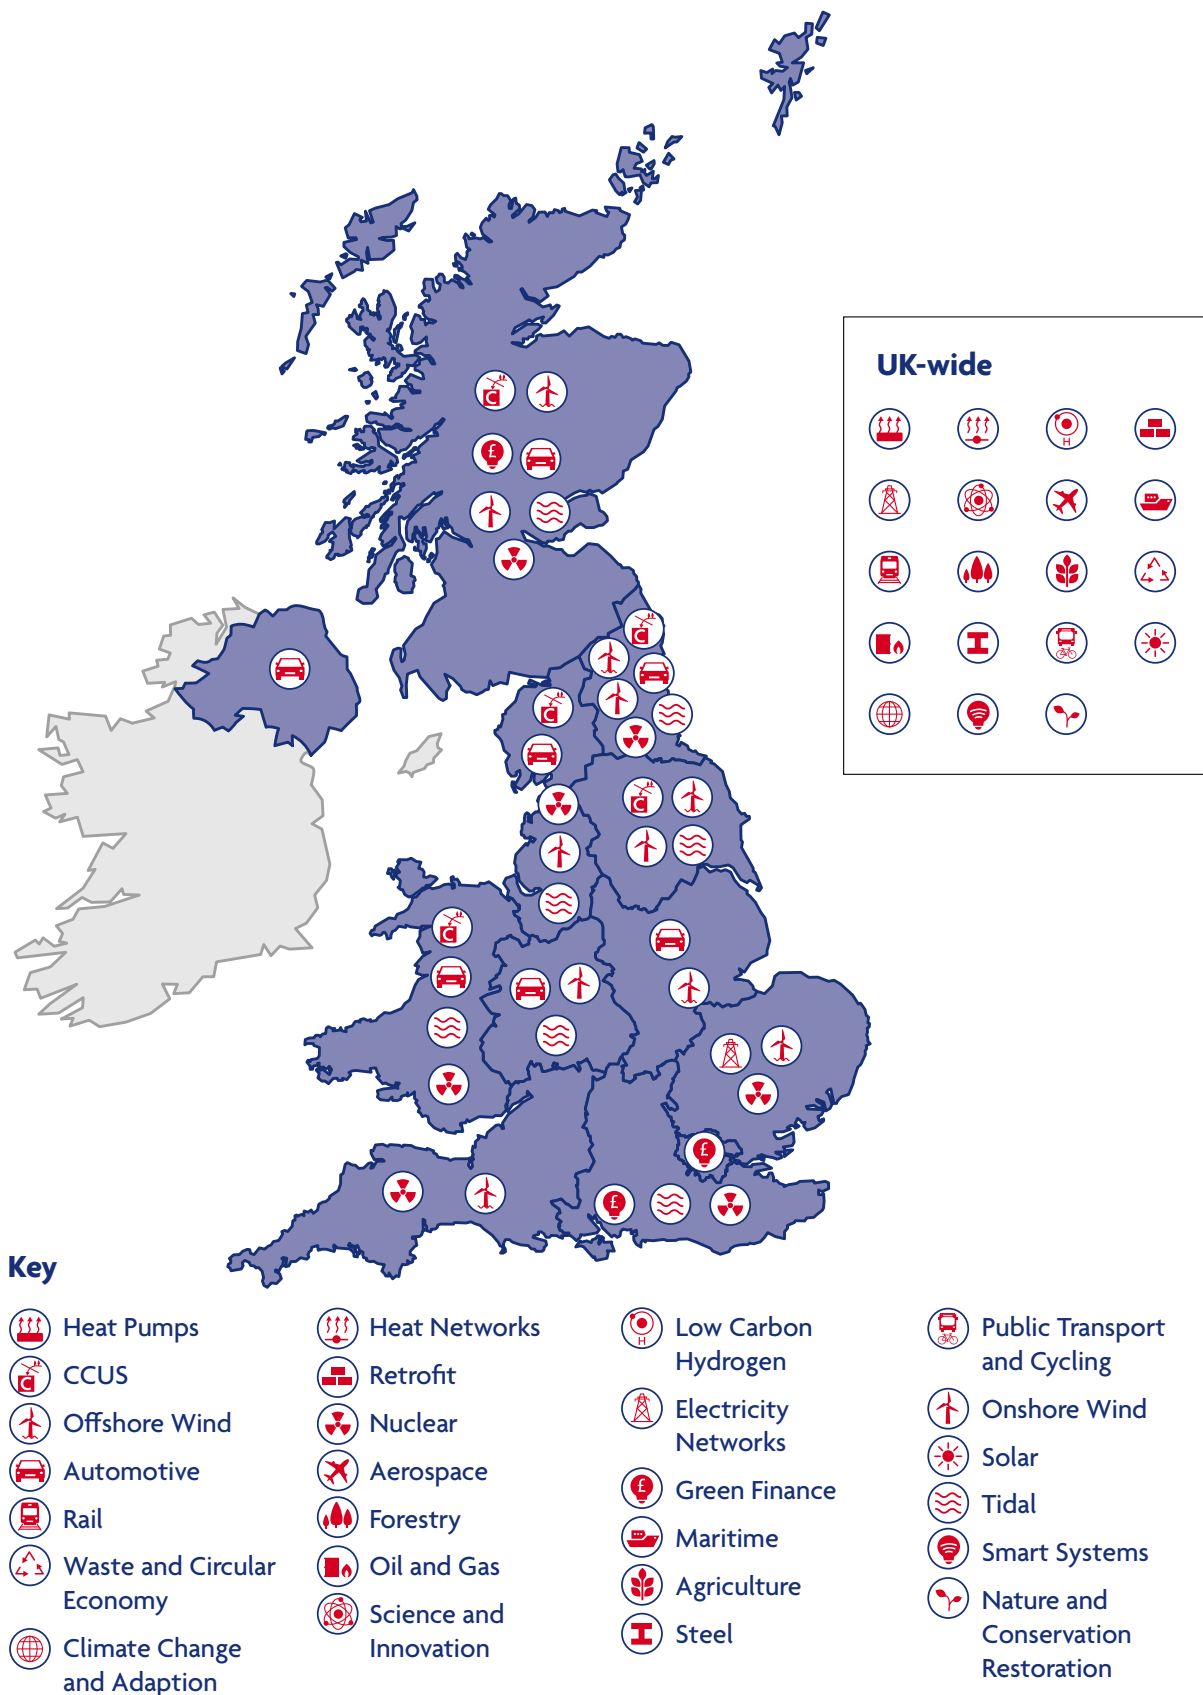 UK-wide
H
Key
Heat Pumps
CCUS
Offshore Wind
Automotive
Rail
Waste and Circular
Economy
Climate Change
and Adaption
Heat Networks
Retrofit
Nuclear
Aerospace
Forestry
Oil and Gas
Science and
Innovation
H
Low Carbon
Hydrogen
Electricity
Networks
£
Green Finance
Maritime
Agriculture
Steel
Public Transport
and Cycling
Onshore Wind
Solar
Tidal
Smart Systems
Nature and
Conservation
Restoration